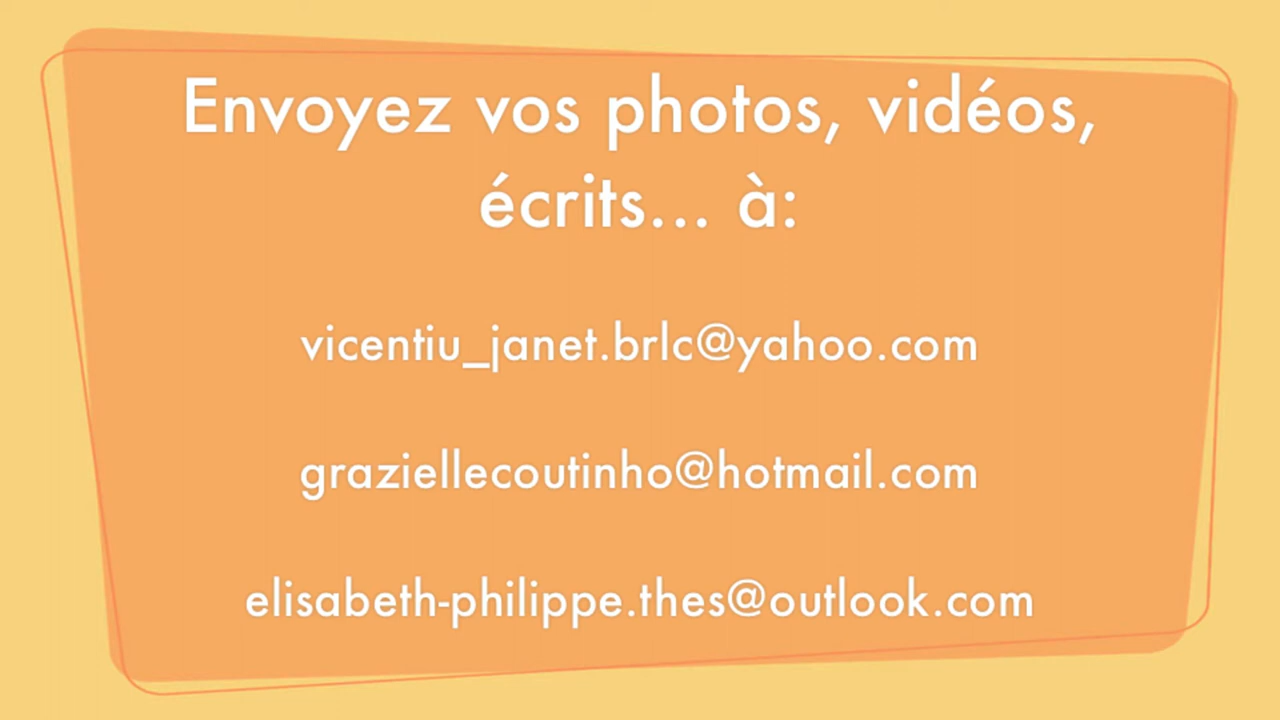 Envoyez vos photos, vidéos,
écrits... à:
vicentiu_janet.brlc@yahoo.com
graziellecoutinho@hotmail.com
elisabeth-philippe.thes@outlook.com